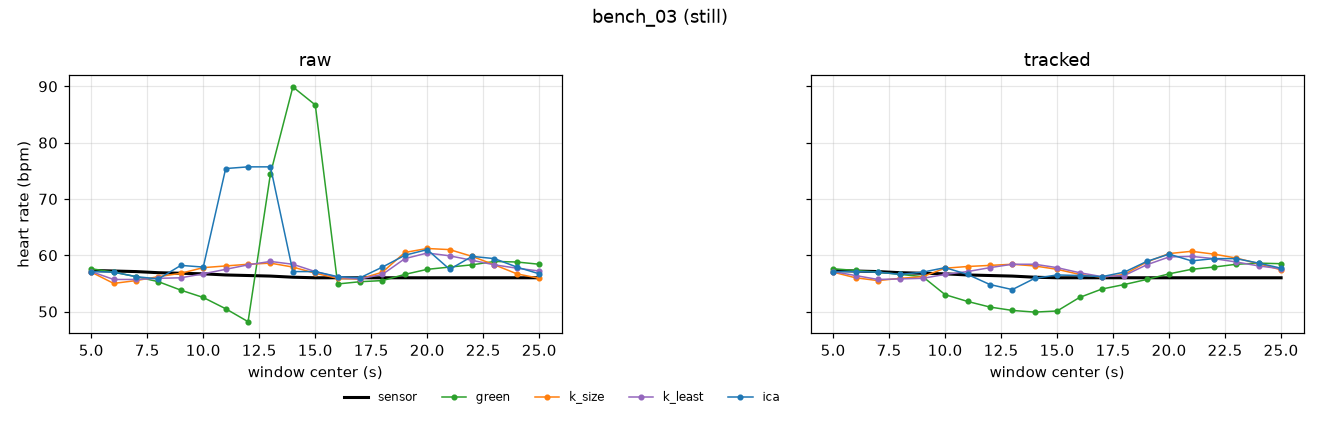 bench_03 (still)
raw
tracked
heart rate (bpm)
90
80
70
60
50
5.0 7.5 10.0 12.5 15.0 17.5 20.0 22.5 25.0
5.0 7.5 10.0 12.5 15.0 17.5 20.0 22.5 25.0
window center (s)
window center (s)
sensor green k_size k_least ica